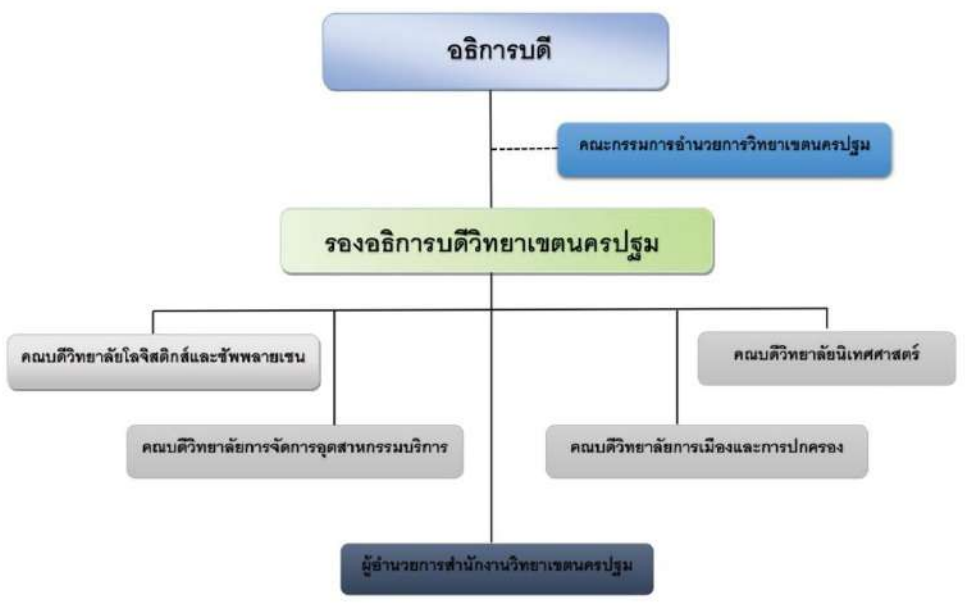 อธิการบดี
คณะกรรมการอำนวยการวิทยาเขตนครปฐม
รองอธิการบดีวิทยาเขตนครปฐม
คณบดีวิทยาลัยโลจิสติกส์และซัพพลายเชน
คณบดีวิทยาลัยนิเทศศาสตร์
คณบดีวิทยาลัยการจัดการอุตสาหกรรมบริการ
คณบดีวิทยาลัยการเมืองและการปกครอง
ผู้อำนวยการสำนักงานวิทยาเขตนครปฐม